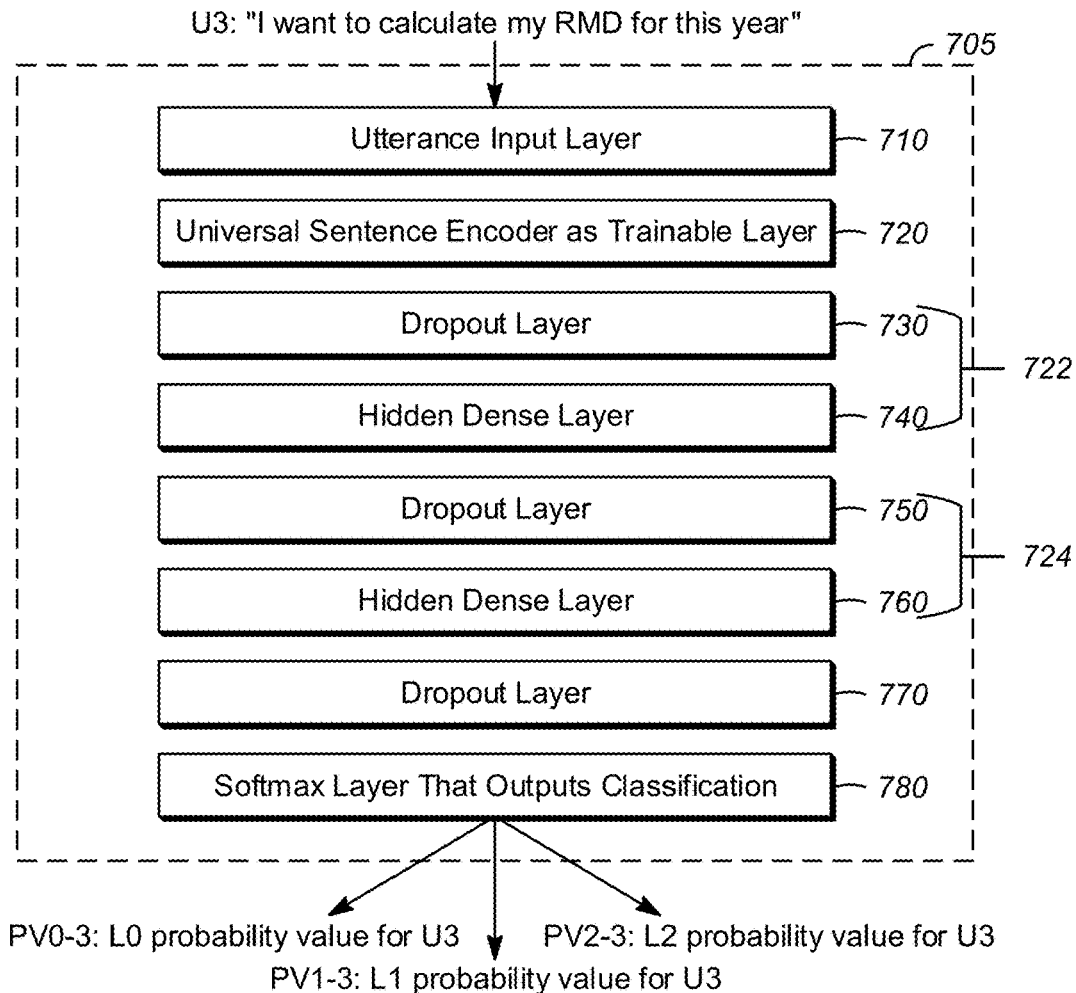 U3: "I want to calculate my RMD for this year"
705
Utterance Input Layer 710
Universal Sentence Encoder as Trainable Layer 720
Dropout Layer 730
722
Hidden Dense Layer 740
Dropout Layer 750
724
Hidden Dense Layer 760
Dropout Layer 770
Softmax Layer That Outputs Classification 780
PV0-3: L0 probability value for U3 PV2-3: L2 probability value for U3
PV1-3: L1 probability value for U3